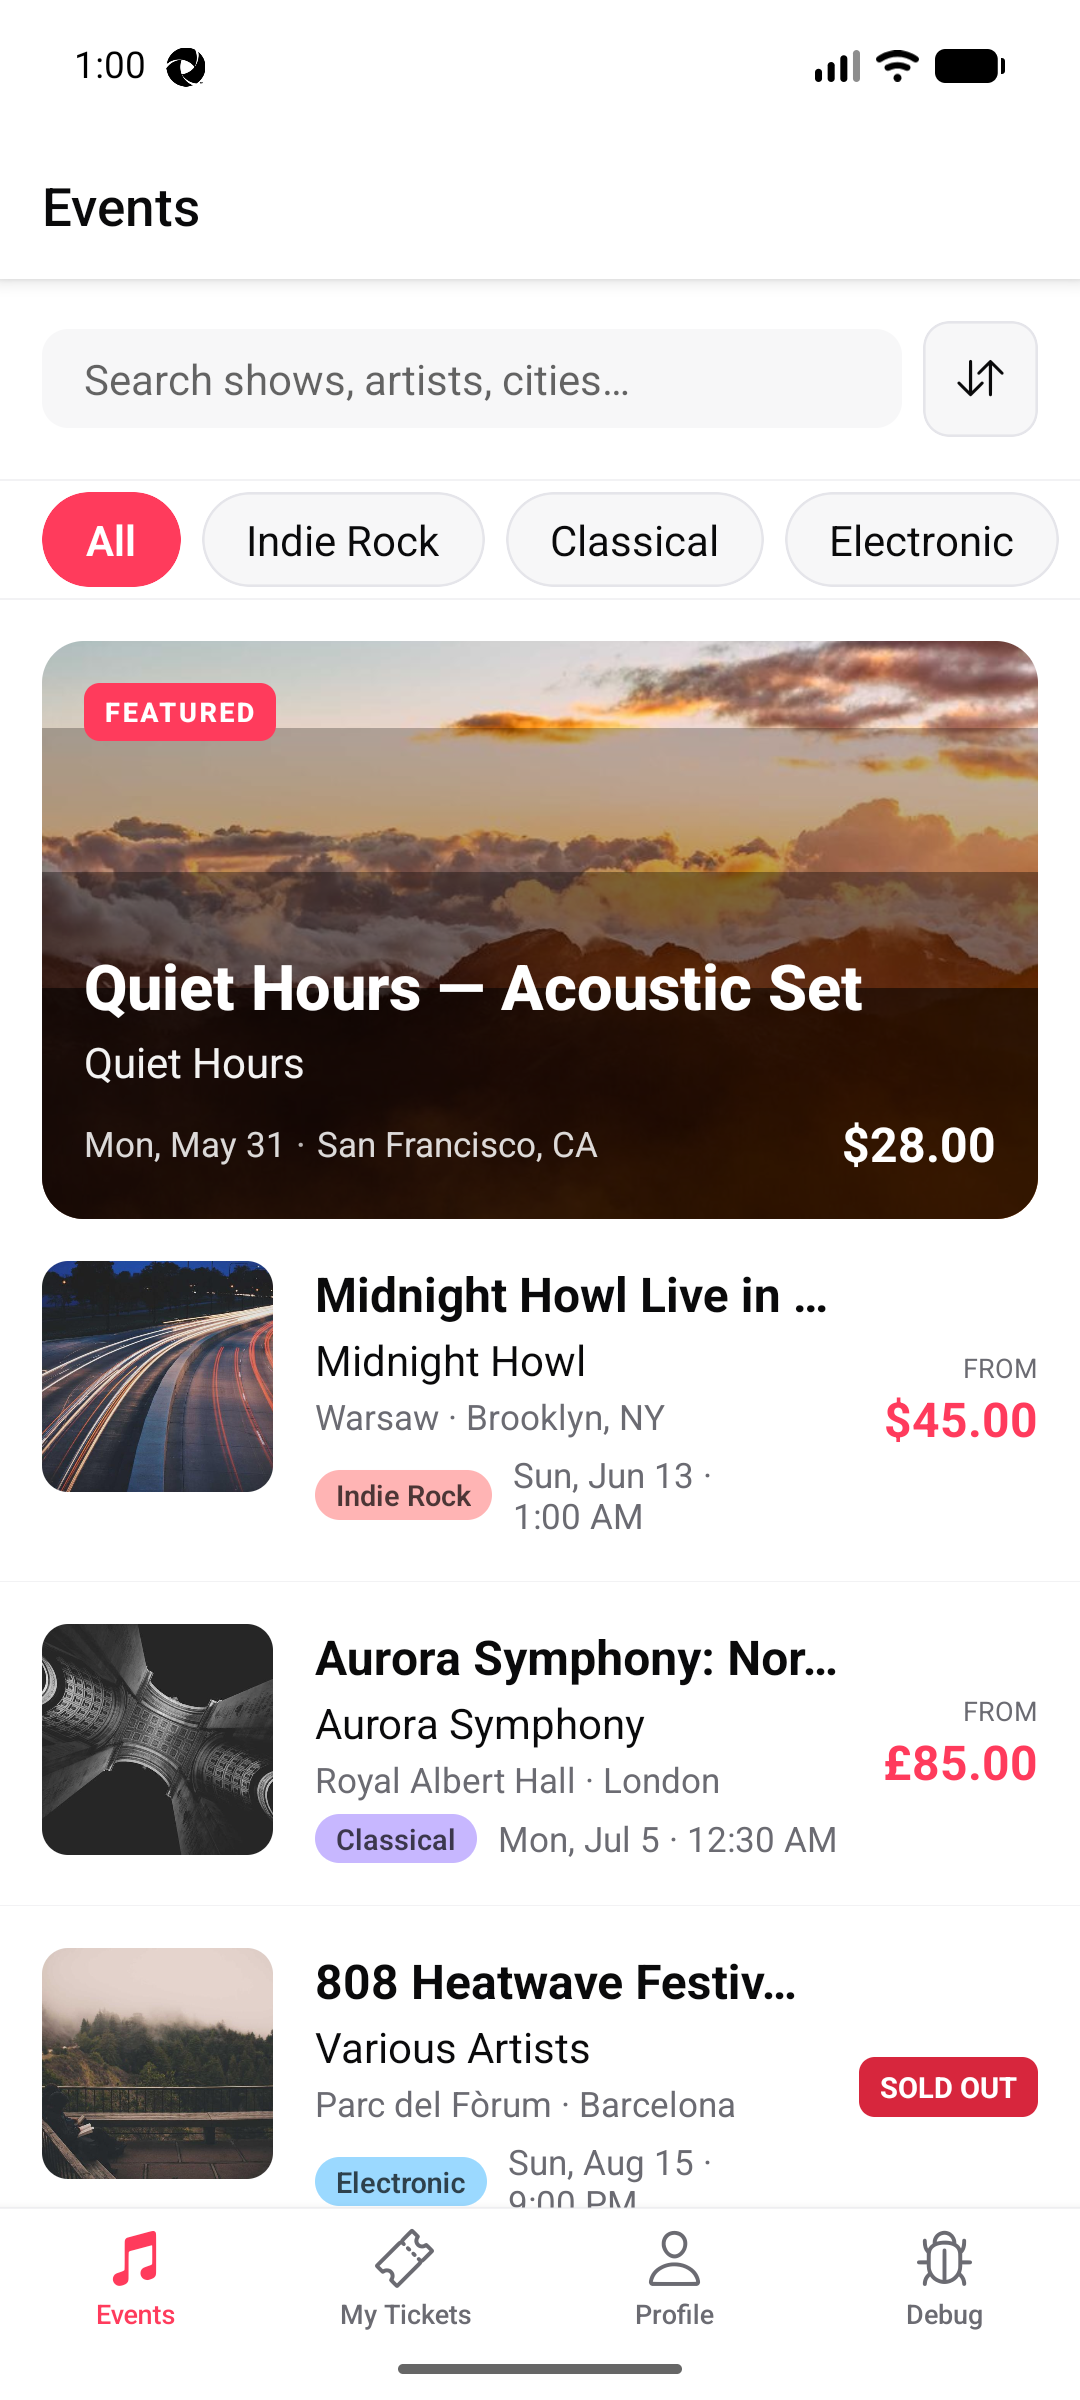 1:00
Events
Search shows, artists, cities…
All
Indie Rock
Classical
Electronic
FEATURED
Quiet Hours — Acoustic Set
Quiet Hours
Mon, May 31 · San Francisco, CA
$28.00
Midnight Howl Live in …
Midnight Howl
Warsaw · Brooklyn, NY
Indie Rock
Sun, Jun 13 ·
1:00 AM
FROM
$45.00
Aurora Symphony: Nor…
Aurora Symphony
Royal Albert Hall · London
Classical
Mon, Jul 5 · 12:30 AM
FROM
£85.00
808 Heatwave Festiv…
Various Artists
Parc del Fòrum · Barcelona
Electronic
Sun, Aug 15 ·
9:00 PM
SOLD OUT
Events
My Tickets
Profile
Debug